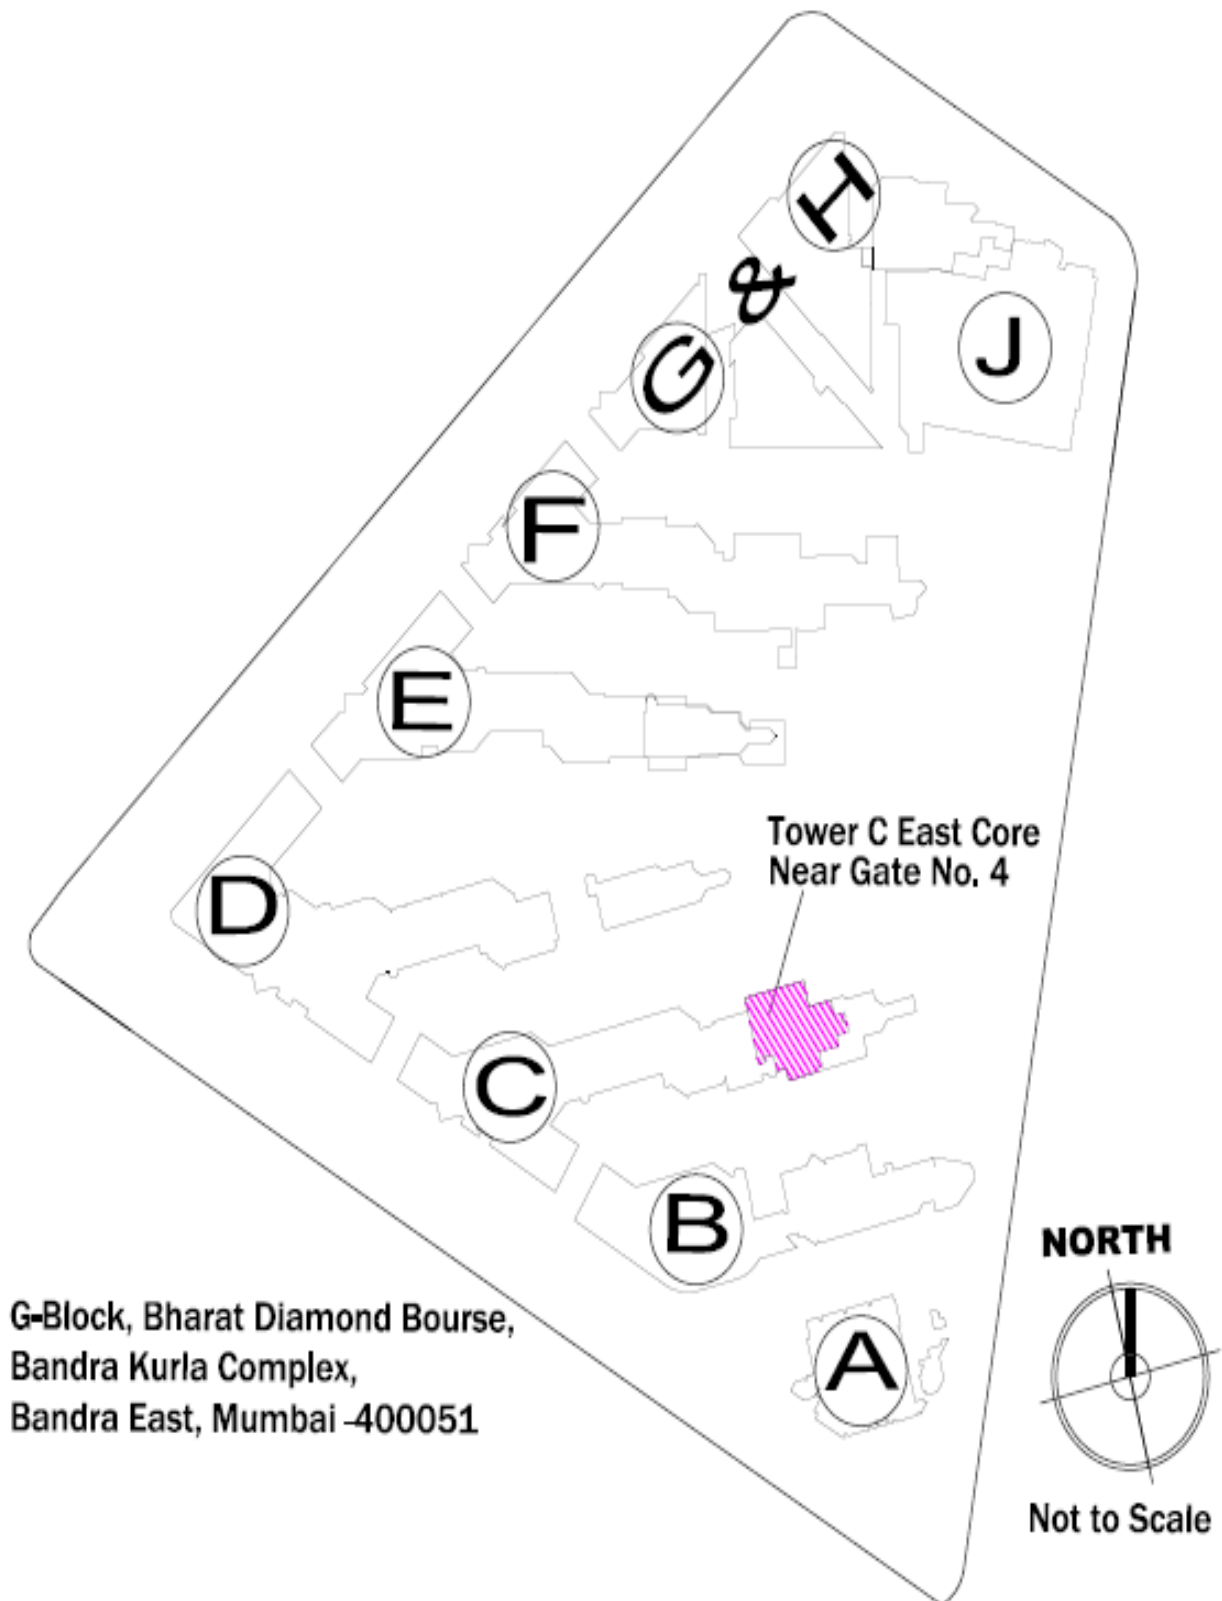 H
&
G
J
F
E
Tower C East Core
Near Gate No. 4
D
C
B
NORTH
A
G-Block, Bharat Diamond Bourse,
Bandra Kurla Complex,
Bandra East, Mumbai -400051
Not to Scale